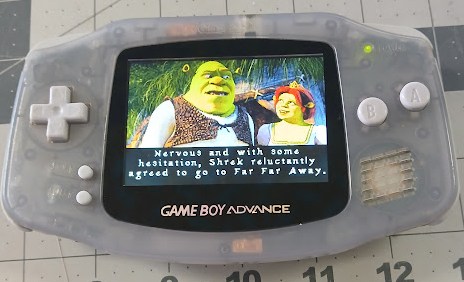 Nervous and with some
hesitation, Shrek reluctantly
agreed to go to Far Far Away.
B
A
GAME BOY ADVANCE
9 10 11 12